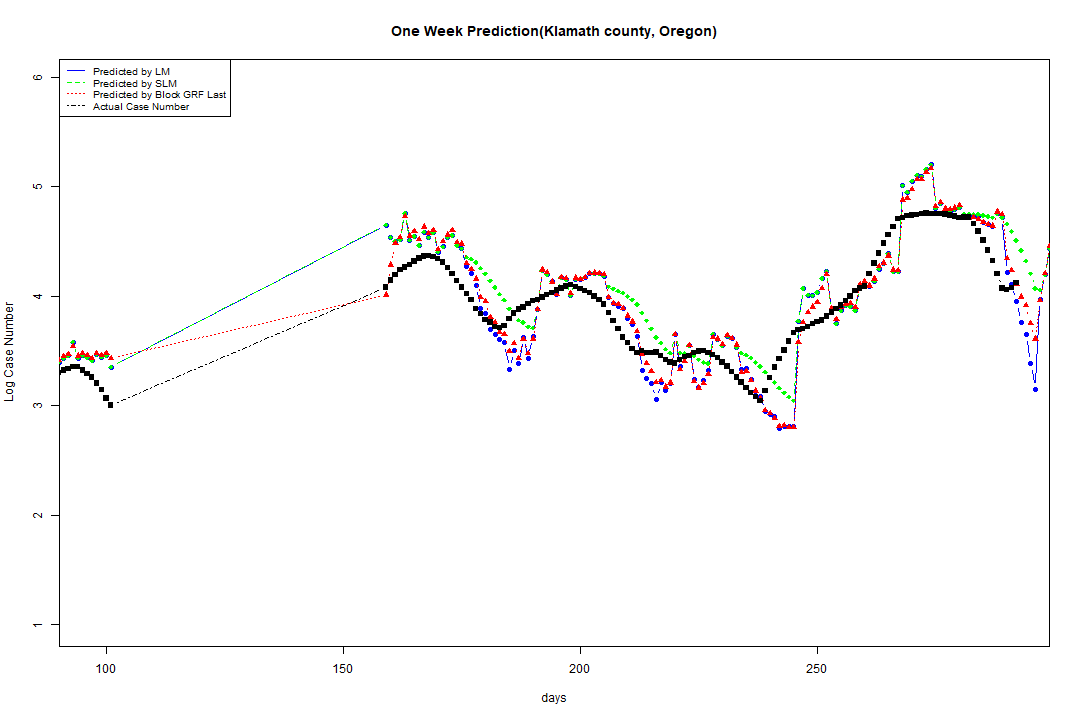 One Week Prediction(Klamath county, Oregon)
Predicted by LM
Predicted by SLM
Predicted by Block GRF Last
Actual Case Number
Log Case Number
6
5
4
3
2
1
100 150 200 250
days